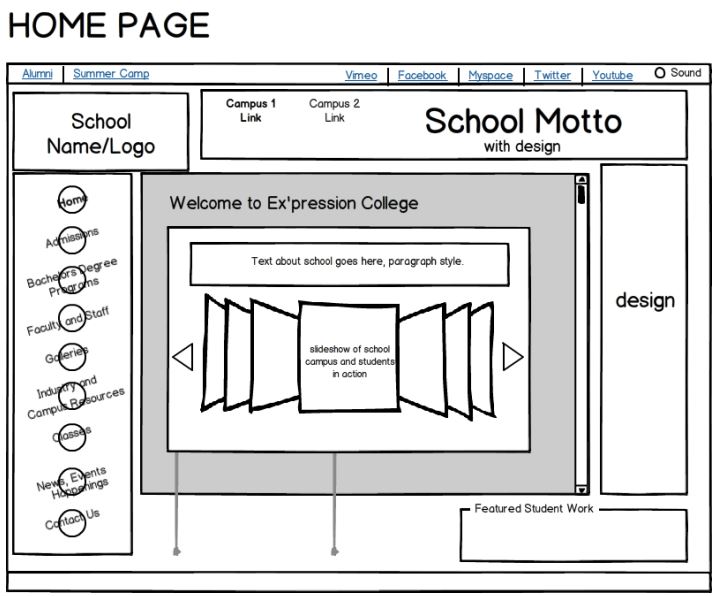 HOME PAGE
Alumni Summer Camp Vimeo Facebook Myspace Twitter Youtube Sound
School
Name/Logo
Campus 1
Link
Campus 2
Link
School Motto
with design
Home
Admissions
Bachelors Degree
Programs
Faculty and Staff
Galleries
Industry and
Campus Resources
Classes
News, Events
Happenings
Contact Us
Welcome to Ex'pression College
Text about school goes here, paragraph style.
slideshow of school
campus and students
in action
design
Featured Student Work